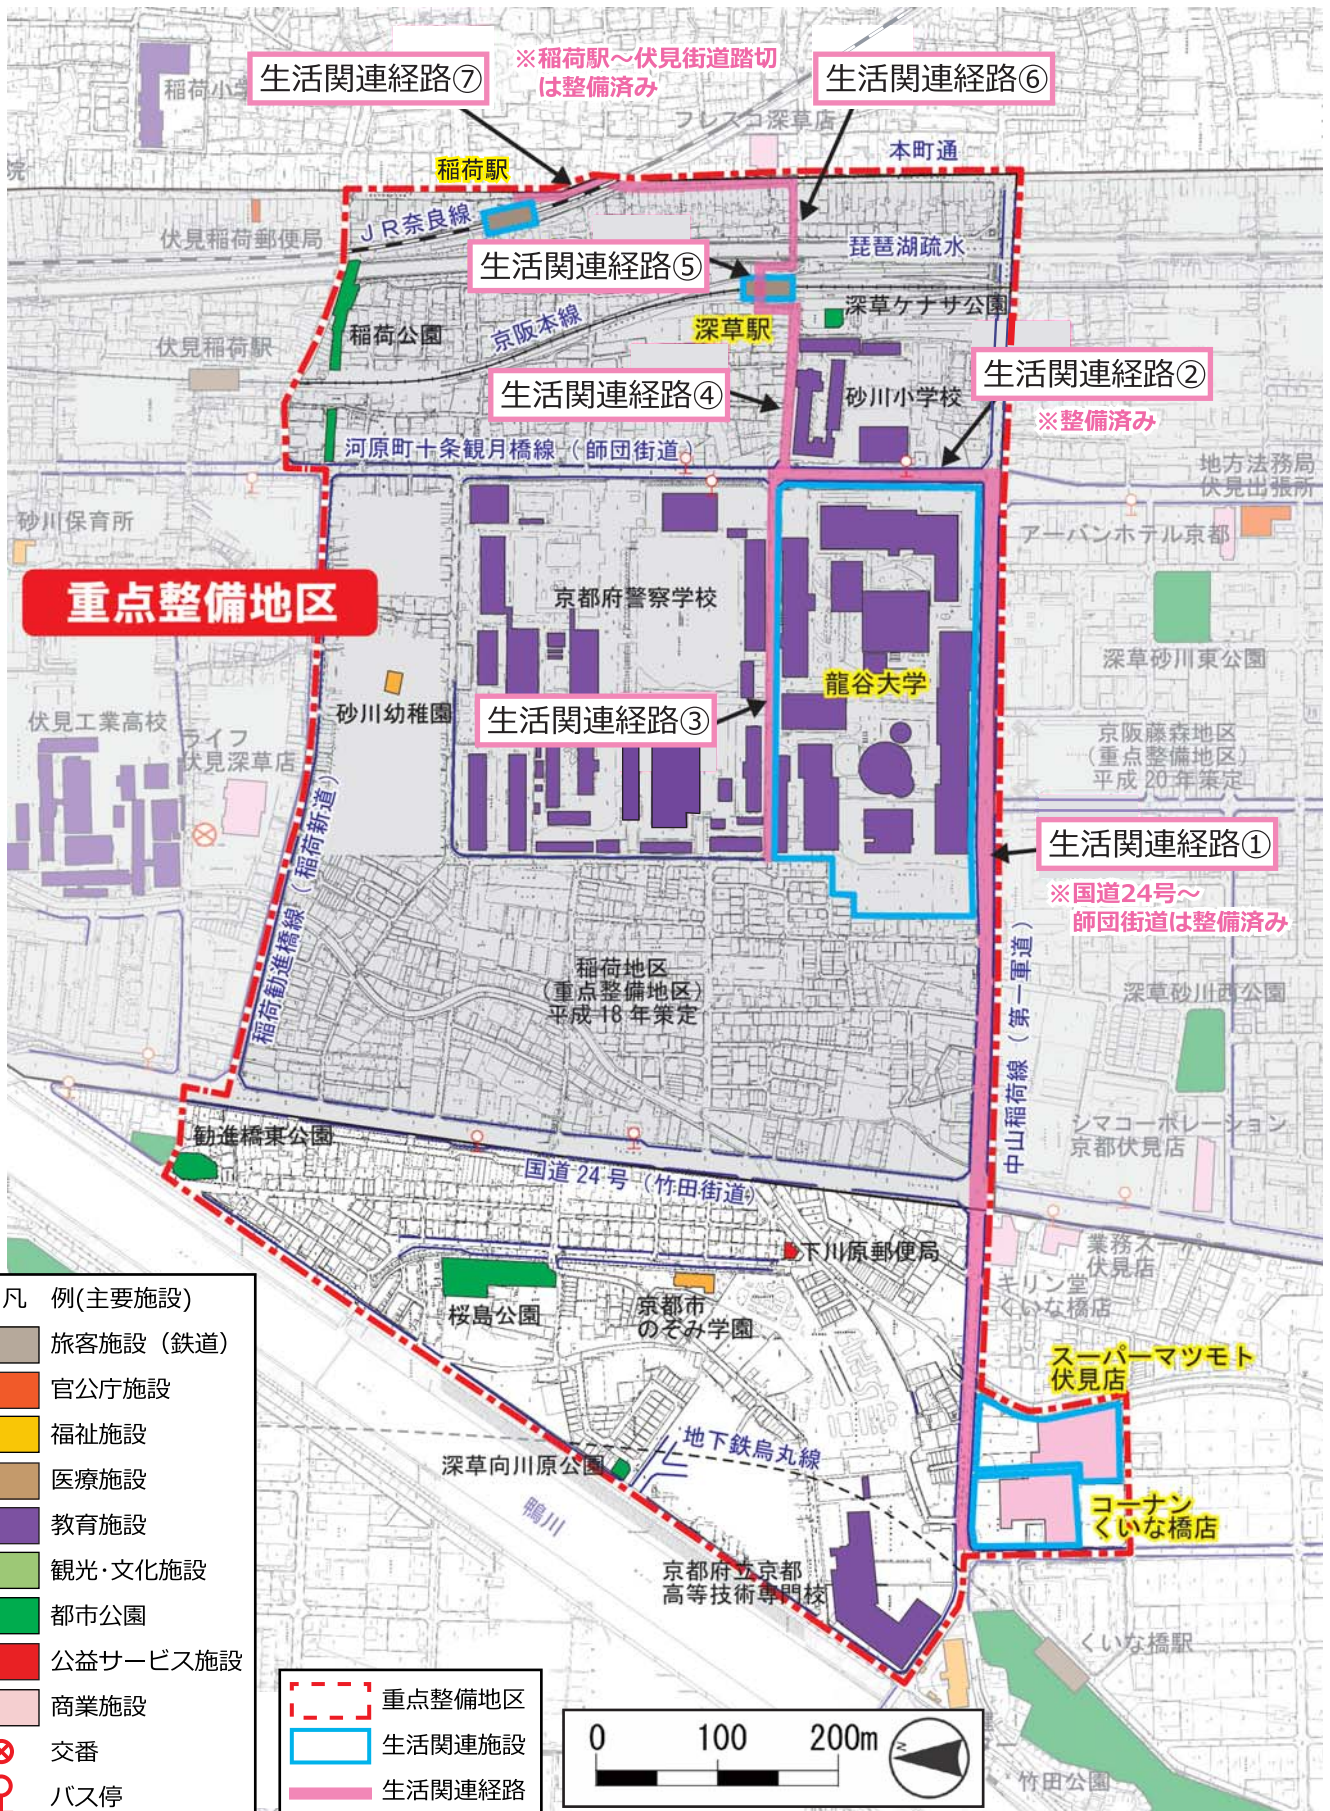 生活関連経路⑦
※稲荷駅～伏見街道踏切
は整備済み
生活関連経路⑥
稲荷小学
フレスコ深草店
本町通
院
稲荷駅
ＪＲ奈良線
伏見稲荷郵便局
琵琶湖疏水
生活関連経路⑤
深草ケナサ公園
稲荷公園
京阪本線
深草駅
伏見稲荷駅
生活関連経路②
生活関連経路④
砂川小学校
※整備済み
河原町十条観月橋線（師団街道）
地方法務局
伏見出張所
砂川保育所
アーバンホテル京都
重点整備地区
京都府警察学校
深草砂川東公園
龍谷大学
砂川幼稚園
生活関連経路③
伏見工業高校
ライフ
伏見深草店
京阪藤森地区
（重点整備地区）
平成20年策定
稲荷勧進橋線（稲荷新道）
生活関連経路①
※国道24号～
師団街道は整備済み
稲荷地区
（重点整備地区）
平成18年策定
中山稲荷線（第一軍道）
深草砂川西公園
勧進橋東公園
シマコーポレーション
京都伏見店
国道24号（竹田街道）
下川原郵便局
業務スーパー
伏見店
キリン堂
くいな橋店
桜島公園
京都市
のぞみ学園
スーパーマツモト
伏見店
地下鉄烏丸線
深草向川原公園
鴨川
コーナン
くいな橋店
京都府立京都
高等技術専門校
くいな橋駅
竹田公園
凡　例(主要施設)
旅客施設（鉄道）
官公庁施設
福祉施設
医療施設
教育施設
観光･文化施設
都市公園
公益サービス施設
商業施設
交番
バス停
重点整備地区
生活関連施設
生活関連経路
0 100 200m
N